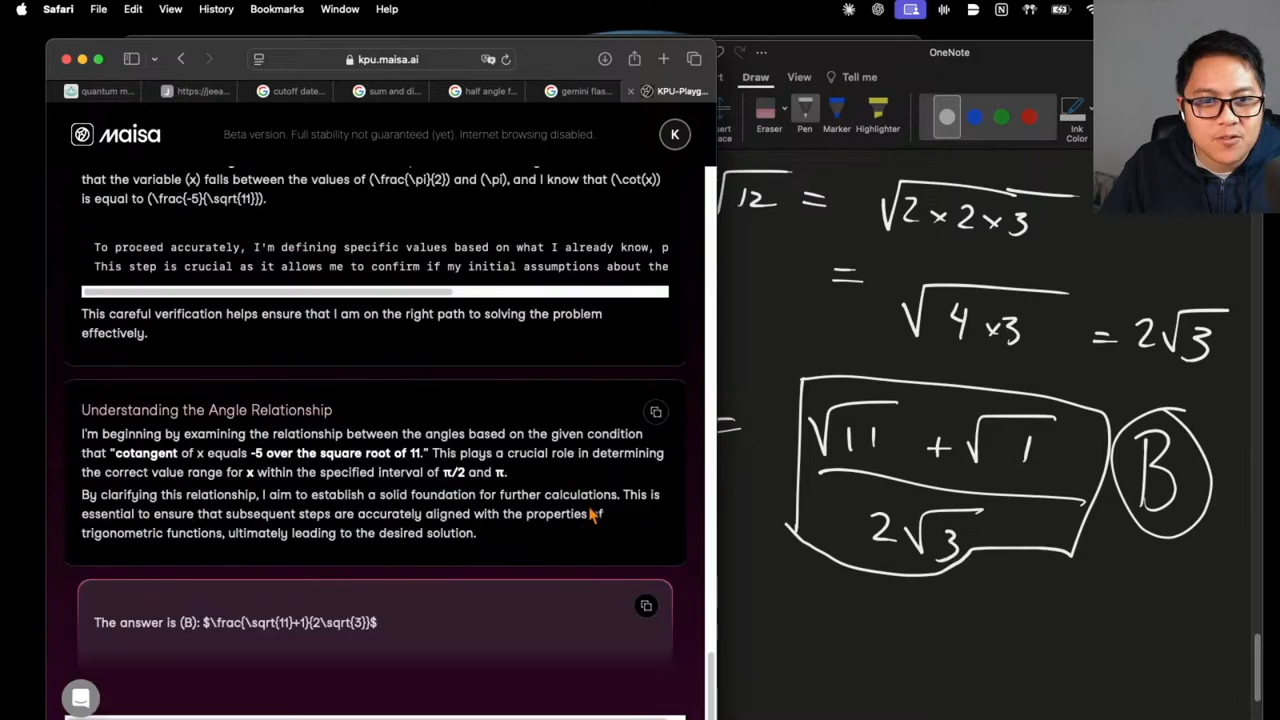 Safari File Edit View History Bookmarks Window Help
kpu.maisa.ai
quantum m... https://jeea... cutoff date... sum and di... half angle f... gemini flas... KPU-Playg...
maisa Beta version. Full stability not guaranteed (yet). Internet browsing disabled. K
that the variable (x) falls between the values of (\frac{\pi}{2}) and (\pi), and I know that (\cot(x))
is equal to (\frac{-5}{\sqrt{11}}).
To proceed accurately, I'm defining specific values based on what I already know, p
This step is crucial as it allows me to confirm if my initial assumptions about the
This careful verification helps ensure that I am on the right path to solving the problem
effectively.
Understanding the Angle Relationship
I'm beginning by examining the relationship between the angles based on the given condition
that "cotangent of x equals -5 over the square root of 11." This plays a crucial role in determining
the correct value range for x within the specified interval of π/2 and π.
By clarifying this relationship, I aim to establish a solid foundation for further calculations. This is
essential to ensure that subsequent steps are accurately aligned with the properties of
trigonometric functions, ultimately leading to the desired solution.
The answer is (B): $\frac{\sqrt{11}+1}{2\sqrt{3}}$
OneNote
Draw View Tell me
Eraser Pen Marker Highlighter Ink
Color
√12 = √2×2×3
= √4×3 = 2√3
= √11 + √1
2√3
B